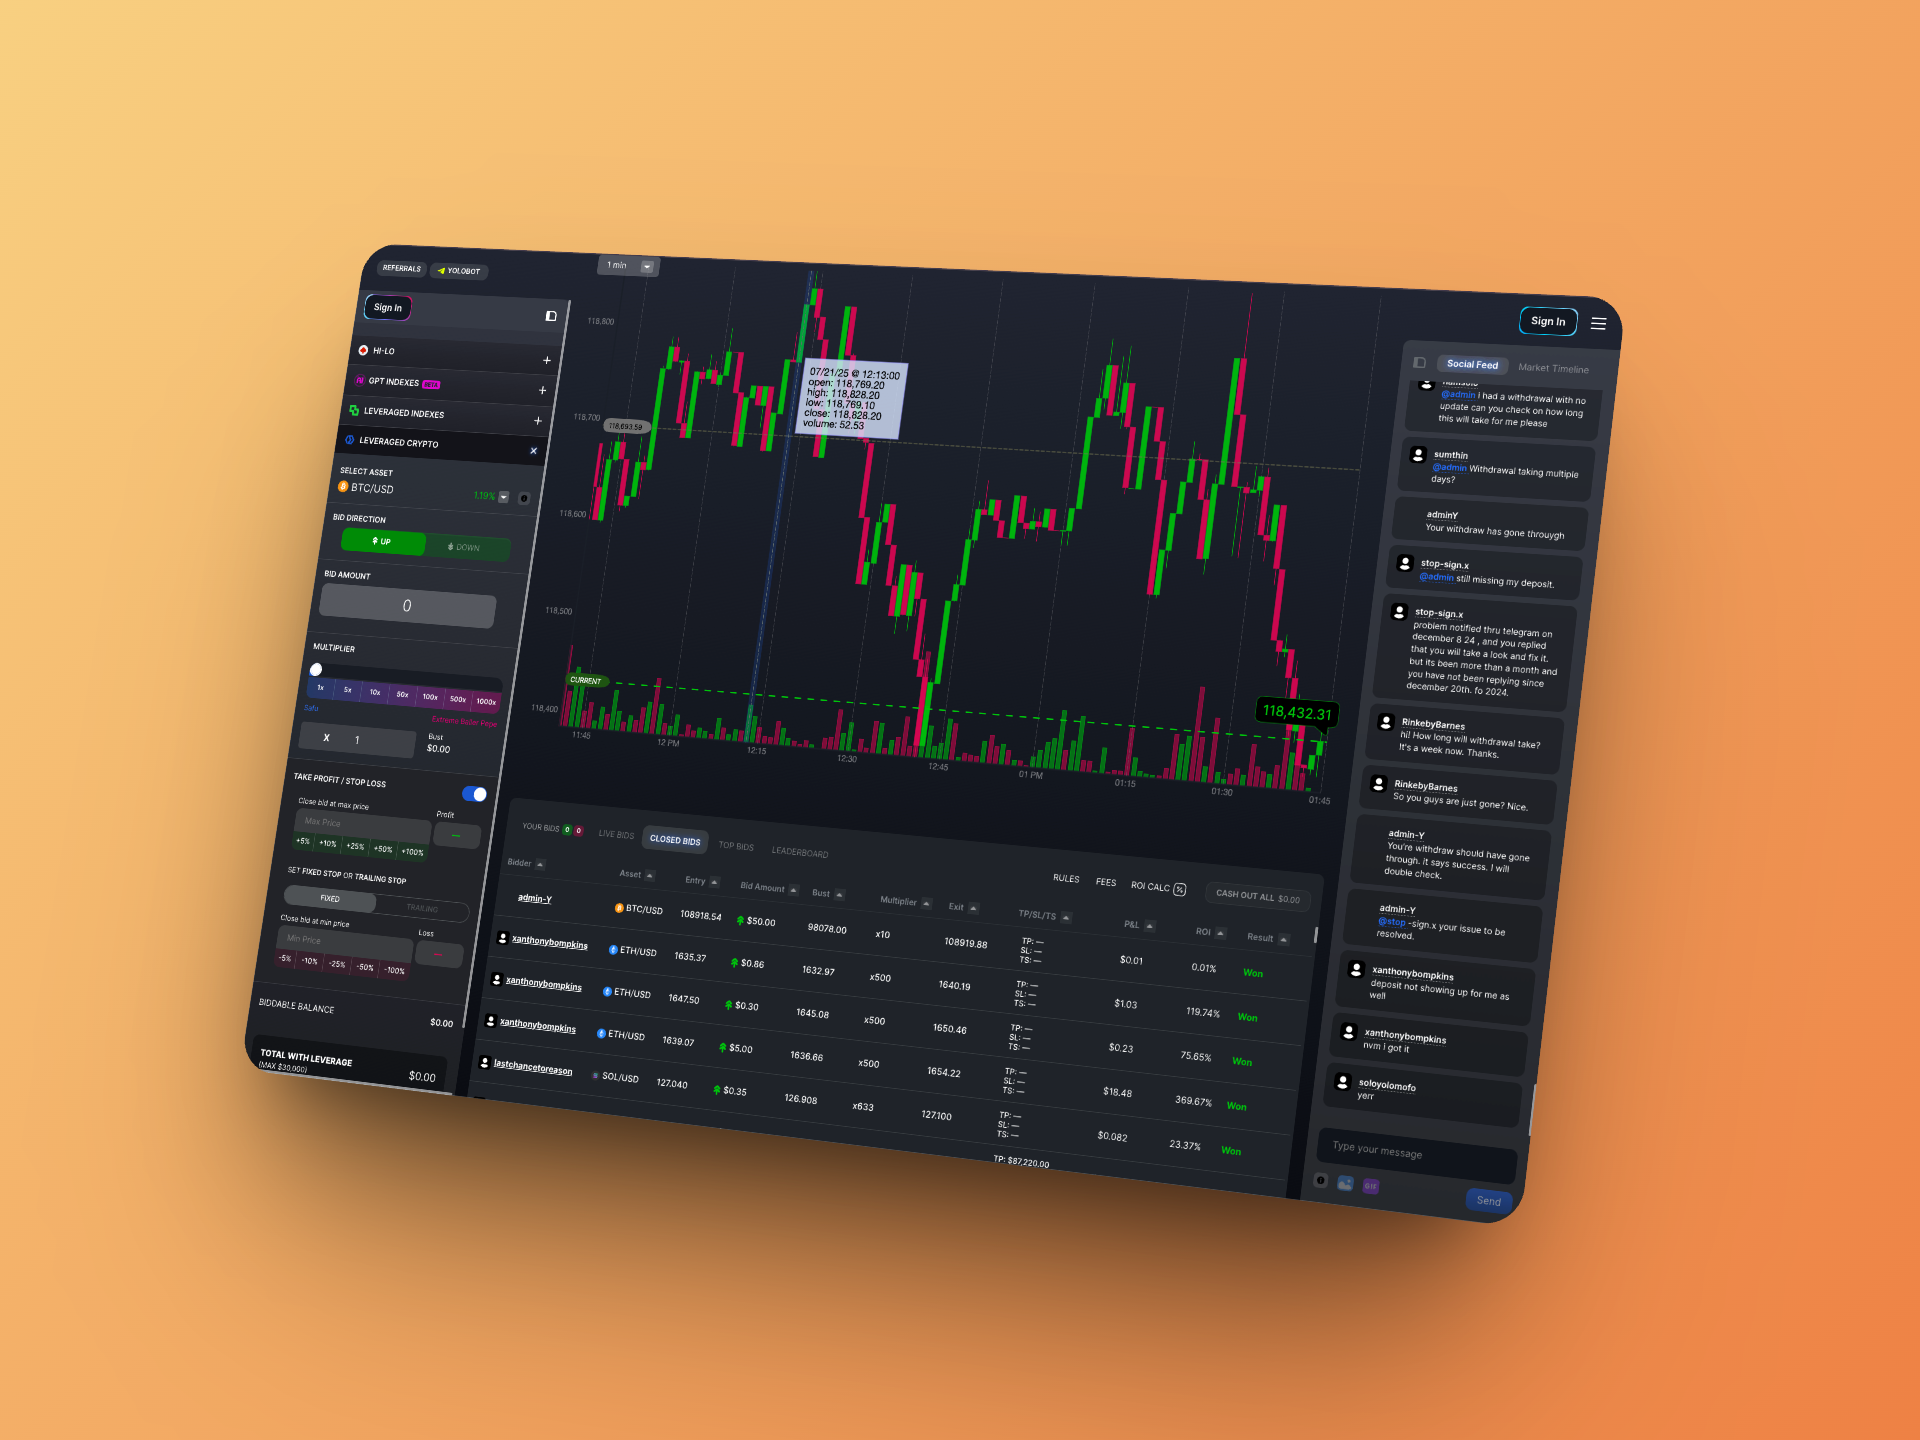 REFERRALS
YOLOBOT
Sign In
HI-LO
GPT INDEXES BETA
LEVERAGED INDEXES
LEVERAGED CRYPTO
SELECT ASSET
BTC/USD
1.19%
BID DIRECTION
UP
DOWN
BID AMOUNT
0
MULTIPLIER
1x 5x 10x 50x 100x 500x 1000x
Safu
Extreme Baller Pepe
X 1
Bust
$0.00
TAKE PROFIT / STOP LOSS
Close bid at max price
Profit
Max Price
—
+5% +10% +25% +50% +100%
SET FIXED STOP OR TRAILING STOP
FIXED
TRAILING
Close bid at min price
Loss
Min Price
—
-5% -10% -25% -50% -100%
BIDDABLE BALANCE
$0.00
TOTAL WITH LEVERAGE
(MAX $30,000)
$0.00
1 min
118,800
118,700
118,693.59
118,600
118,500
118,400
CURRENT
07/21/25 @ 12:13:00
open: 118,769.20
high: 118,828.20
low: 118,769.10
close: 118,828.20
volume: 52.53
118,432.31
11:45
12 PM
12:15
12:30
12:45
01 PM
01:15
01:30
01:45
YOUR BIDS 0 0
LIVE BIDS
CLOSED BIDS
TOP BIDS
LEADERBOARD
RULES
FEES
ROI CALC %
CASH OUT ALL $0.00
Bidder Asset Entry Bid Amount Bust Multiplier Exit TP/SL/TS P&L ROI Result
admin-Y BTC/USD 108918.54 $50.00 98078.00 x10 108919.88
TP: —
SL: —
TS: —
$0.01 0.01% Won
xanthonybompkins ETH/USD 1635.37 $0.86 1632.97 x500 1640.19
TP: —
SL: —
TS: —
$1.03 119.74% Won
xanthonybompkins ETH/USD 1647.50 $0.30 1645.08 x500 1650.46
TP: —
SL: —
TS: —
$0.23 75.65% Won
xanthonybompkins ETH/USD 1639.07 $5.00 1636.66 x500 1654.22
TP: —
SL: —
TS: —
$18.48 369.67% Won
lastchancetoreason SOL/USD 127.040 $0.35 126.908 x633 127.100
TP: —
SL: —
TS: —
$0.082 23.37% Won
TP: $87,220.00
Sign In
Social Feed
Market Timeline
@admin i had a withdrawal with no
update can you check on how long
this will take for me please
sumthin
@admin Withdrawal taking multiple
days?
adminY
Your withdraw has gone throuygh
stop-sign.x
@admin still missing my deposit.
stop-sign.x
problem notified thru telegram on
december 8 24 , and you replied
that you will take a look and fix it.
but its been more than a month and
you have not been replying since
december 20th. fo 2024.
RinkebyBarnes
hi! How long will withdrawal take?
It's a week now. Thanks.
RinkebyBarnes
So you guys are just gone? Nice.
admin-Y
You're withdraw should have gone
through. it says success. I will
double check.
admin-Y
@stop -sign.x your issue to be
resolved.
xanthonybompkins
deposit not showing up for me as
well
xanthonybompkins
nvm i got it
soloyolomofo
yerr
Type your message
GIF
Send